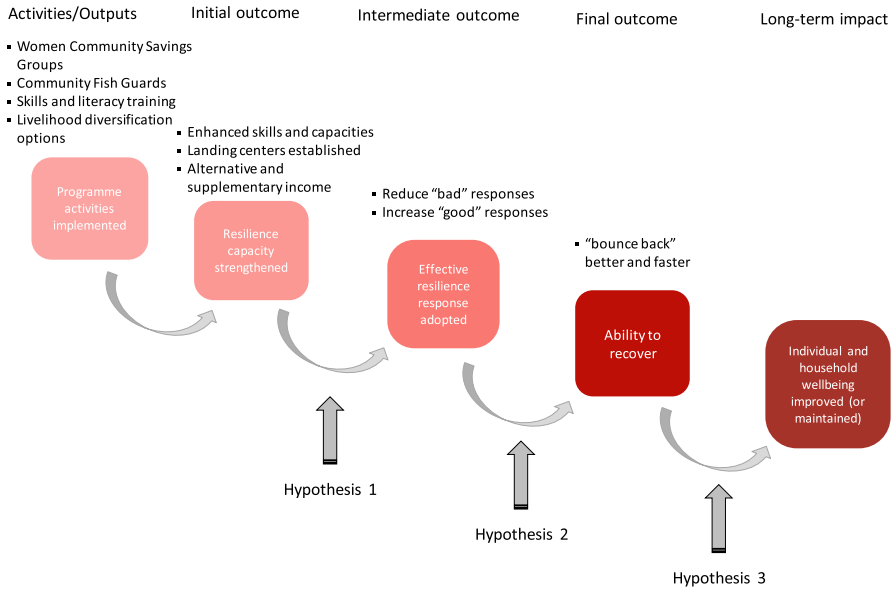 Activities/Outputs
Initial outcome
Intermediate outcome
Final outcome
Long-term impact
▪ Women Community Savings
Groups
▪ Community Fish Guards
▪ Skills and literacy training
▪ Livelihood diversification
options
▪ Enhanced skills and capacities
▪ Landing centers established
▪ Alternative and
supplementary income
▪ Reduce “bad” responses
▪ Increase “good” responses
▪ “bounce back”
better and faster
Programme
activities
implemented
Resilience
capacity
strengthened
Effective
resilience
response
adopted
Ability to
recover
Individual and
household
wellbeing
improved (or
maintained)
Hypothesis 1
Hypothesis 2
Hypothesis 3